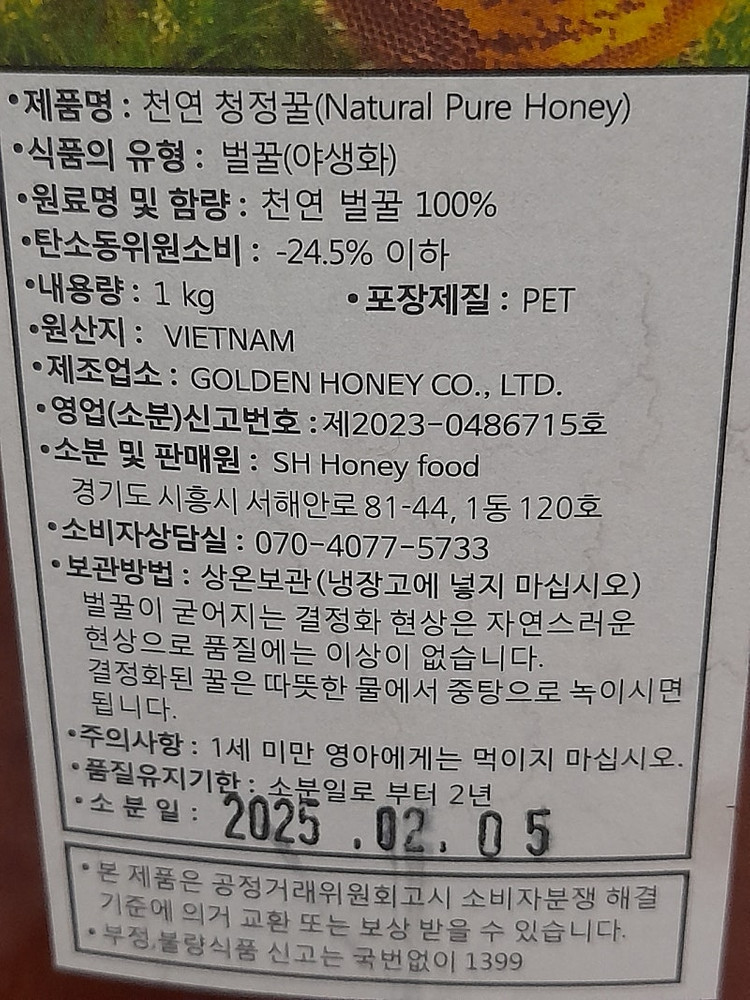 •제품명 : 천연 청정꿀(Natural Pure Honey)
•식품의 유형 : 벌꿀(야생화)
•원료명 및 함량 : 천연 벌꿀 100%
•탄소동위원소비 : -24.5% 이하
•내용량 : 1 kg •포장제질 : PET
•원산지 : VIETNAM
•제조업소 : GOLDEN HONEY CO., LTD.
•영업(소분)신고번호 :제2023-0486715호
•소분 및 판매원 : SH Honey food
경기도 시흥시 서해안로 81-44, 1동 120호
•소비자상담실 : 070-4077-5733
•보관방법 : 상온보관(냉장고에 넣지 마십시오)
벌꿀이 굳어지는 결정화 현상은 자연스러운
현상으로 품질에는 이상이 없습니다.
결정화된 꿀은 따뜻한 물에서 중탕으로 녹이시면
됩니다.
•주의사항 : 1세 미만 영아에게는 먹이지 마십시오.
•품질유지기한 : 소분일로 부터 2년
•소 분 일 : 2025 .02. 05
•본 제품은 공정거래위원회고시 소비자분쟁 해결
기준에 의거 교환 또는 보상 받을 수 있습니다.
•부정,불량식품 신고는 국번없이 1399